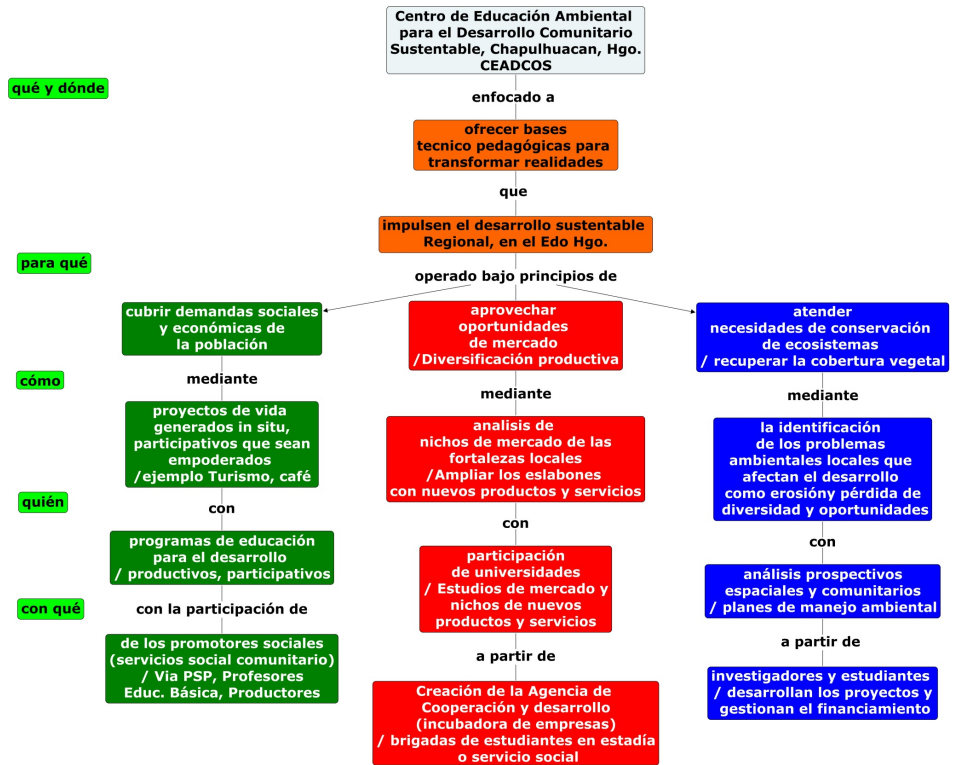 Centro de Educación Ambiental
para el Desarrollo Comunitario
Sustentable, Chapulhuacan, Hgo.
CEADCOS
qué y dónde
enfocado a
ofrecer bases
tecnico pedagógicas para
transformar realidades
que
impulsen el desarrollo sustentable
Regional, en el Edo Hgo.
para qué
operado bajo principios de
cubrir demandas sociales
y económicas de
la población
aprovechar
oportunidades
de mercado
/Diversificación productiva
atender
necesidades de conservación
de ecosistemas
/ recuperar la cobertura vegetal
cómo
mediante
mediante
mediante
proyectos de vida
generados in situ,
participativos que sean
empoderados
/ejemplo Turismo, café
analisis de
nichos de mercado de las
fortalezas locales
/Ampliar los eslabones
con nuevos productos y servicios
la identificación
de los problemas
ambientales locales que
afectan el desarrollo
como erosióny pérdida de
diversidad y oportunidades
quién
con
con
con
programas de educación
para el desarrollo
/ productivos, participativos
participación
de universidades
/ Estudios de mercado y
nichos de nuevos
productos y servicios
análisis prospectivos
espaciales y comunitarios
/ planes de manejo ambiental
con qué
con la participación de
a partir de
a partir de
de los promotores sociales
(servicios social comunitario)
/ Via PSP, Profesores
Educ. Básica, Productores
Creación de la Agencia de
Cooperación y desarrollo
(incubadora de empresas)
/ brigadas de estudiantes en estadía
o servicio social
investigadores y estudiantes
/ desarrollan los proyectos y
gestionan el financiamiento